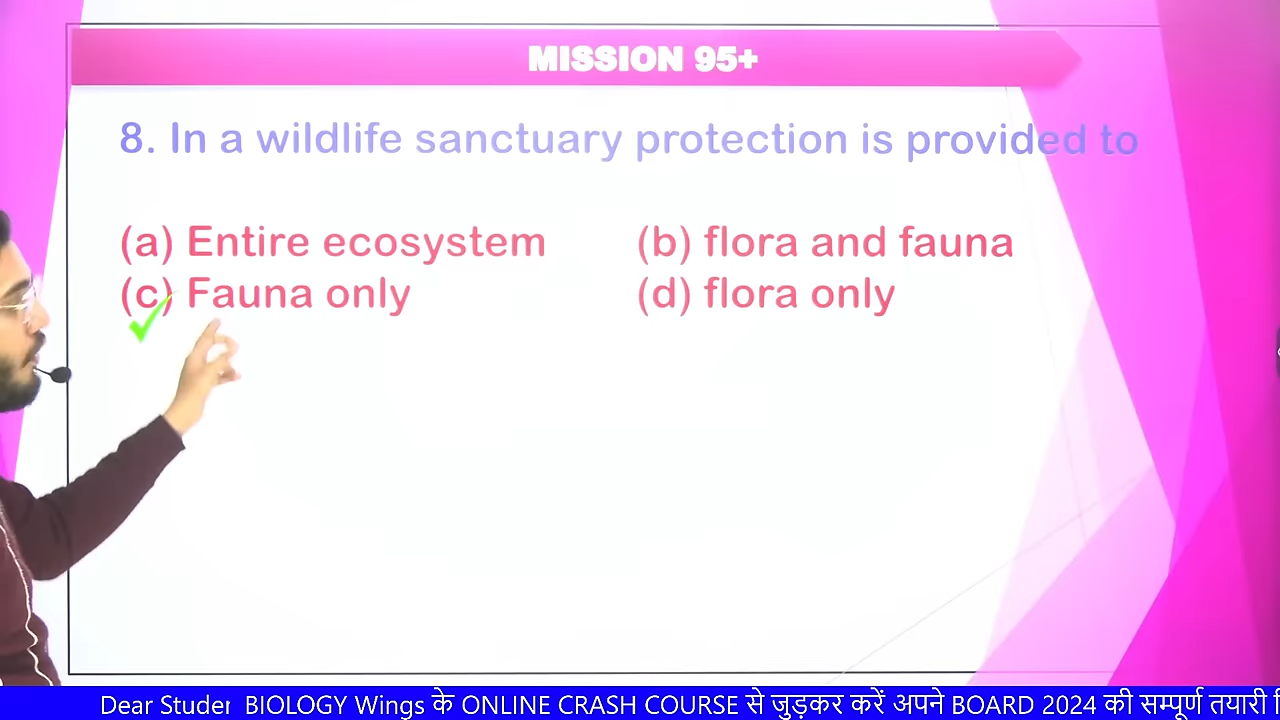 MISSION 95+
8. In a wildlife sanctuary protection is provided to
(a) Entire ecosystem (b) flora and fauna
(c) Fauna only (d) flora only
Dear Studer BIOLOGY Wings के ONLINE CRASH COURSE से जुड़कर करें अपने BOARD 2024 की सम्पूर्ण तयारी